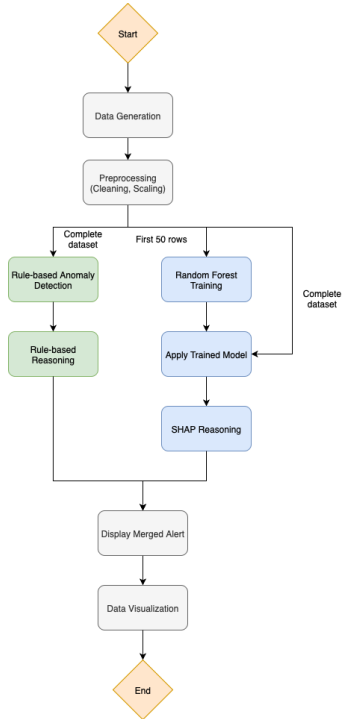 Start
Data Generation
Preprocessing
(Cleaning, Scaling)
Complete
dataset
First 50 rows
Rule-based Anomaly
Detection
Random Forest
Training
Complete
dataset
Rule-based
Reasoning
Apply Trained Model
SHAP Reasoning
Display Merged Alert
Data Visualization
End